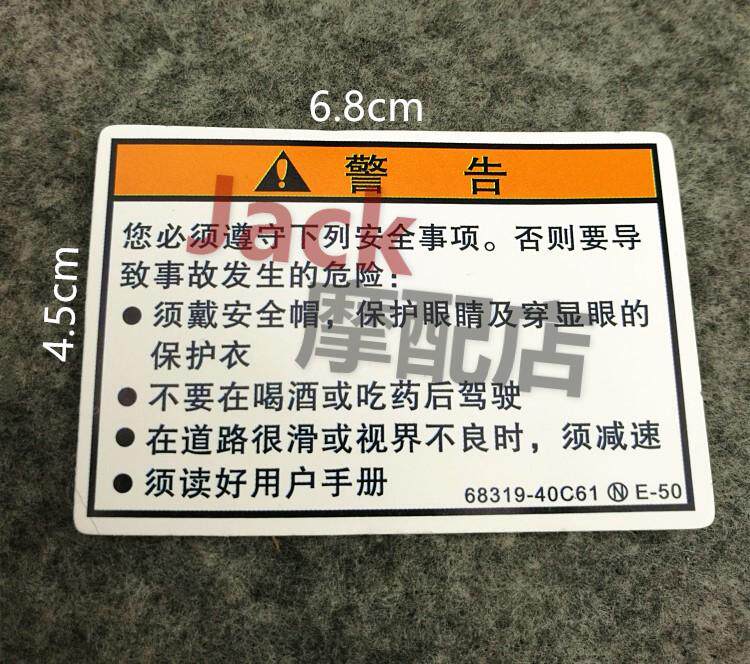 6.8cm
4.5cm
警 告
Jack
摩配店
您必须遵守下列安全事项。否则要导
致事故发生的危险:
● 须戴安全帽,保护眼睛及穿显眼的
保护衣
● 不要在喝酒或吃药后驾驶
● 在道路很滑或视界不良时,须减速
● 须读好用户手册
68319-40C61 Ⓝ E-50